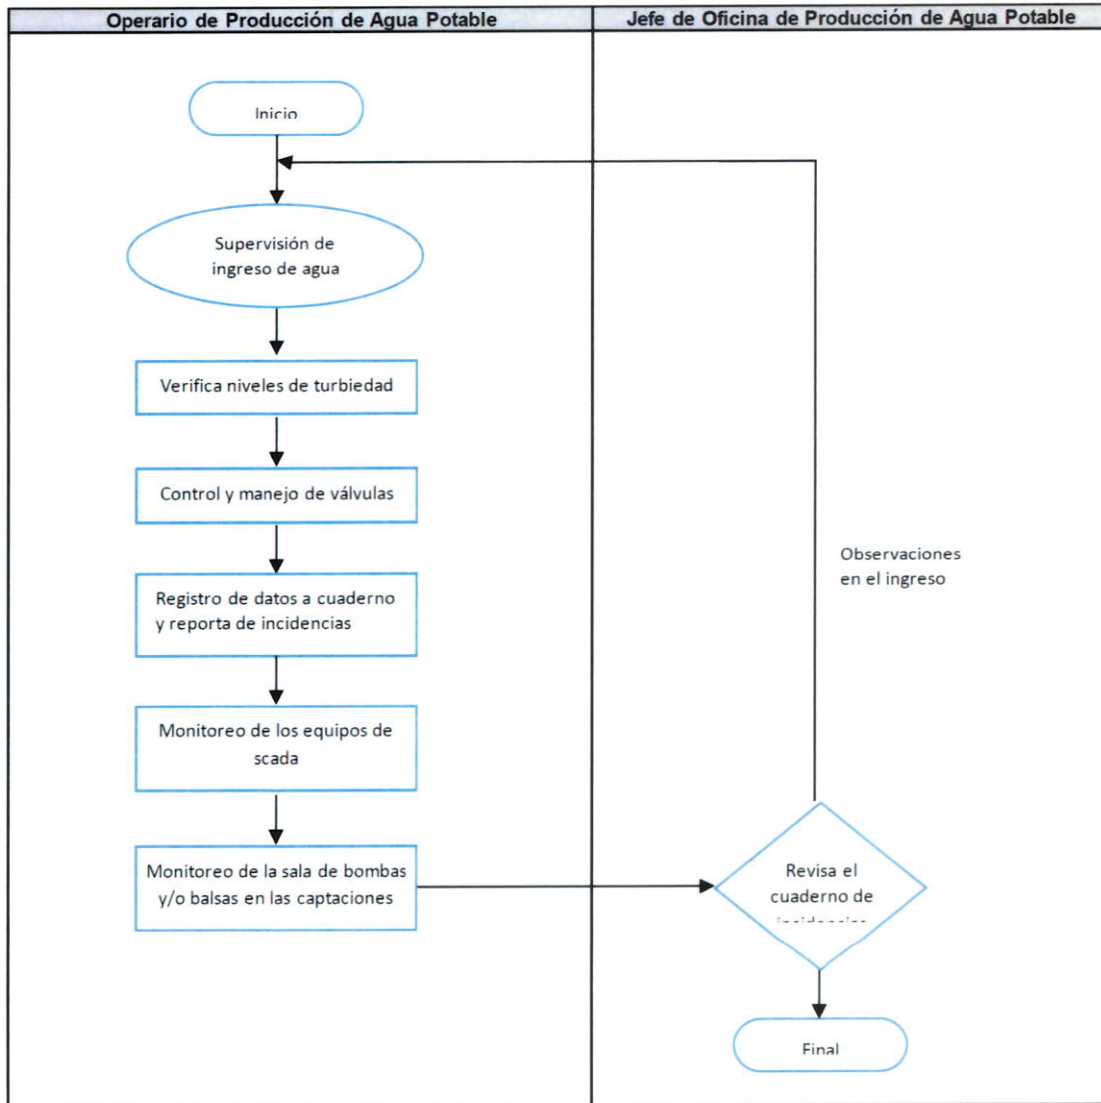 Operario de Producción de Agua Potable
Jefe de Oficina de Producción de Agua Potable
Inicio
Supervisión de
ingreso de agua
Verifica niveles de turbiedad
Control y manejo de válvulas
Registro de datos a cuaderno
y reporta de incidencias
Monitoreo de los equipos de
scada
Monitoreo de la sala de bombas
y/o balsas en las captaciones
Observaciones
en el ingreso
Revisa el
cuaderno de
incidencias
Final